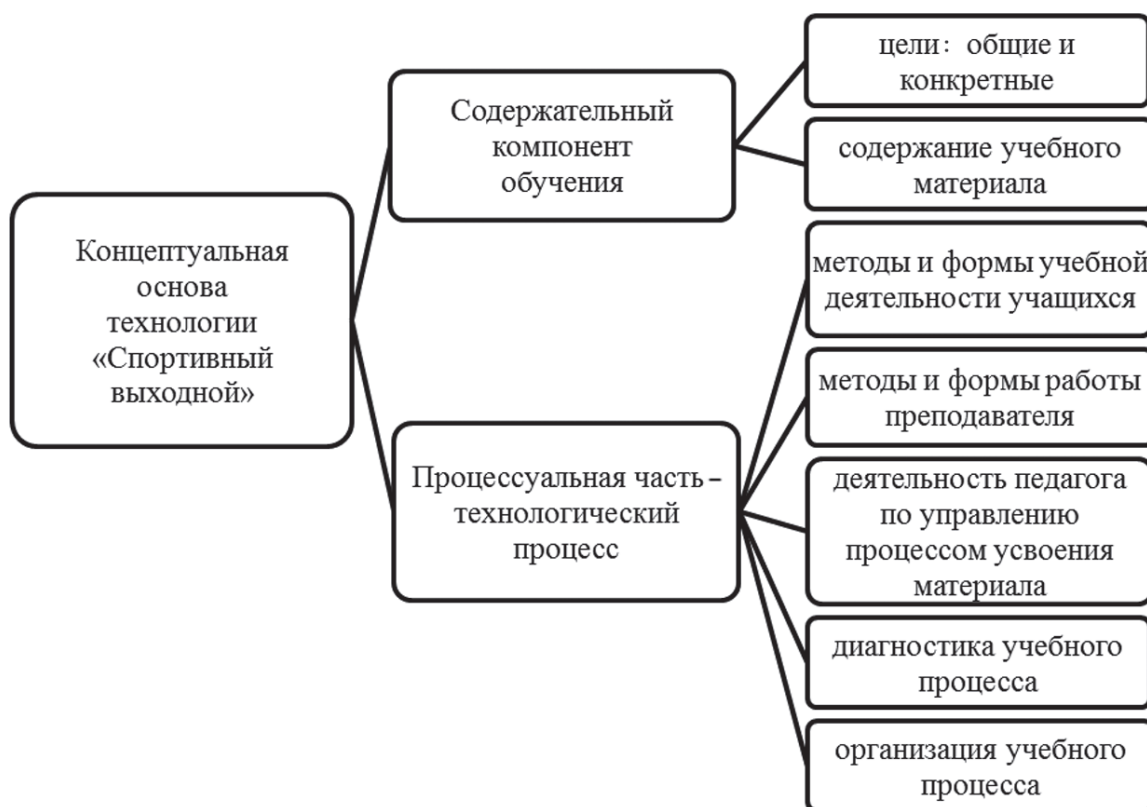 Концептуальная
основа
технологии
«Спортивный
выходной»
Содержательный
компонент
обучения
цели: общие и
конкретные
содержание учебного
материала
Процессуальная часть –
технологический
процесс
методы и формы учебной
деятельности учащихся
методы и формы работы
преподавателя
деятельность педагога
по управлению
процессом усвоения
материала
диагностика учебного
процесса
организация учебного
процесса